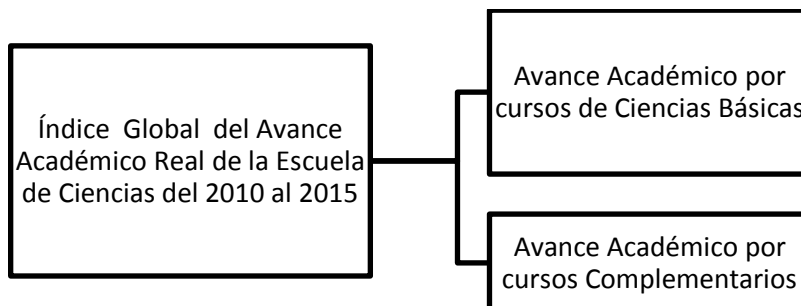 Índice Global del Avance
Académico Real de la Escuela
de Ciencias del 2010 al 2015
Avance Académico por
cursos de Ciencias Básicas
Avance Académico por
cursos Complementarios